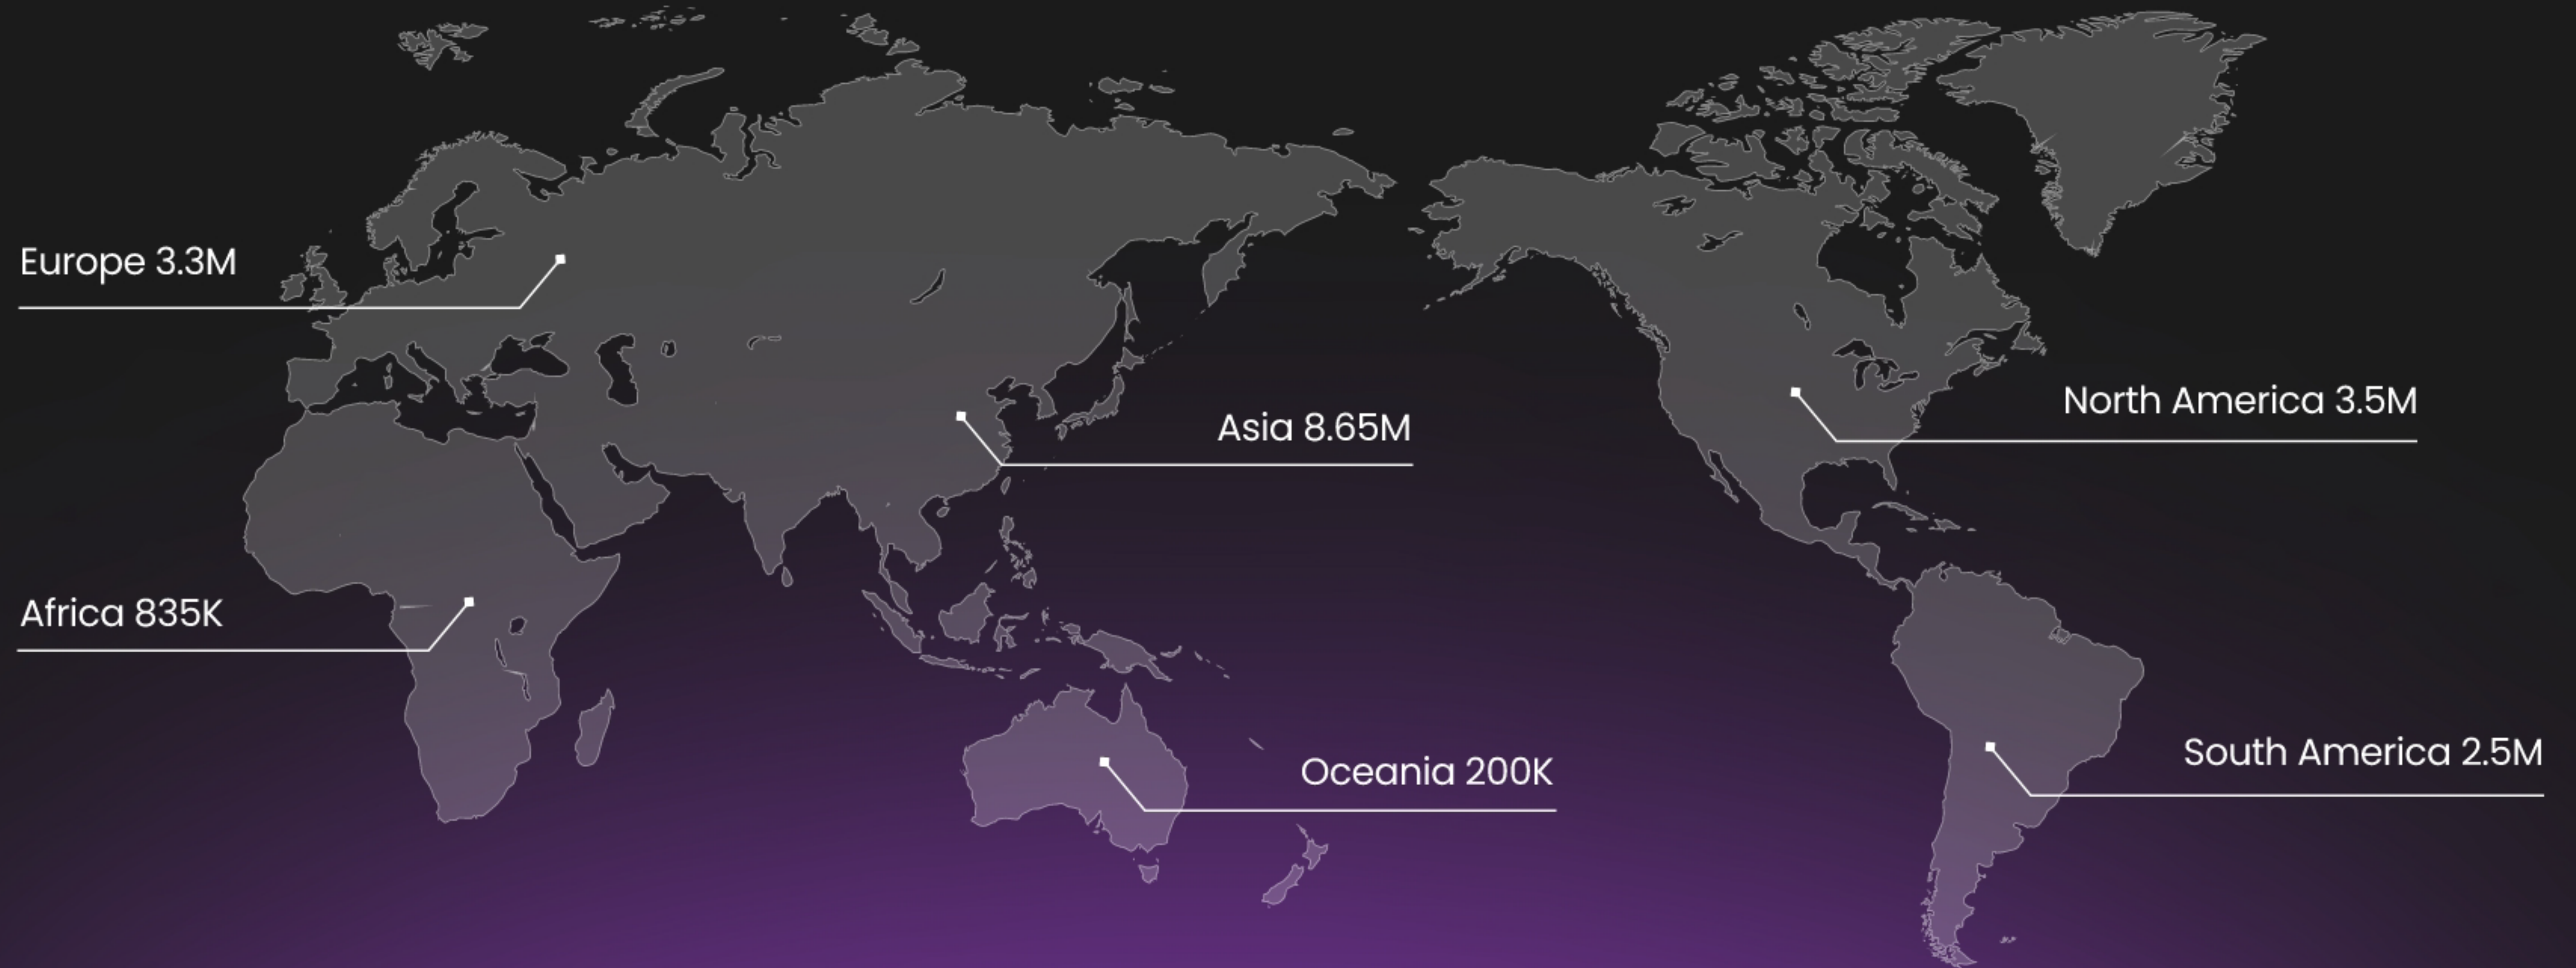 Europe 3.3M
North America 3.5M
Asia 8.65M
Africa 835K
South America 2.5M
Oceania 200K